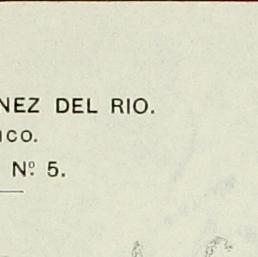 NEZ DEL RIO.
ICO.
Nº 5.